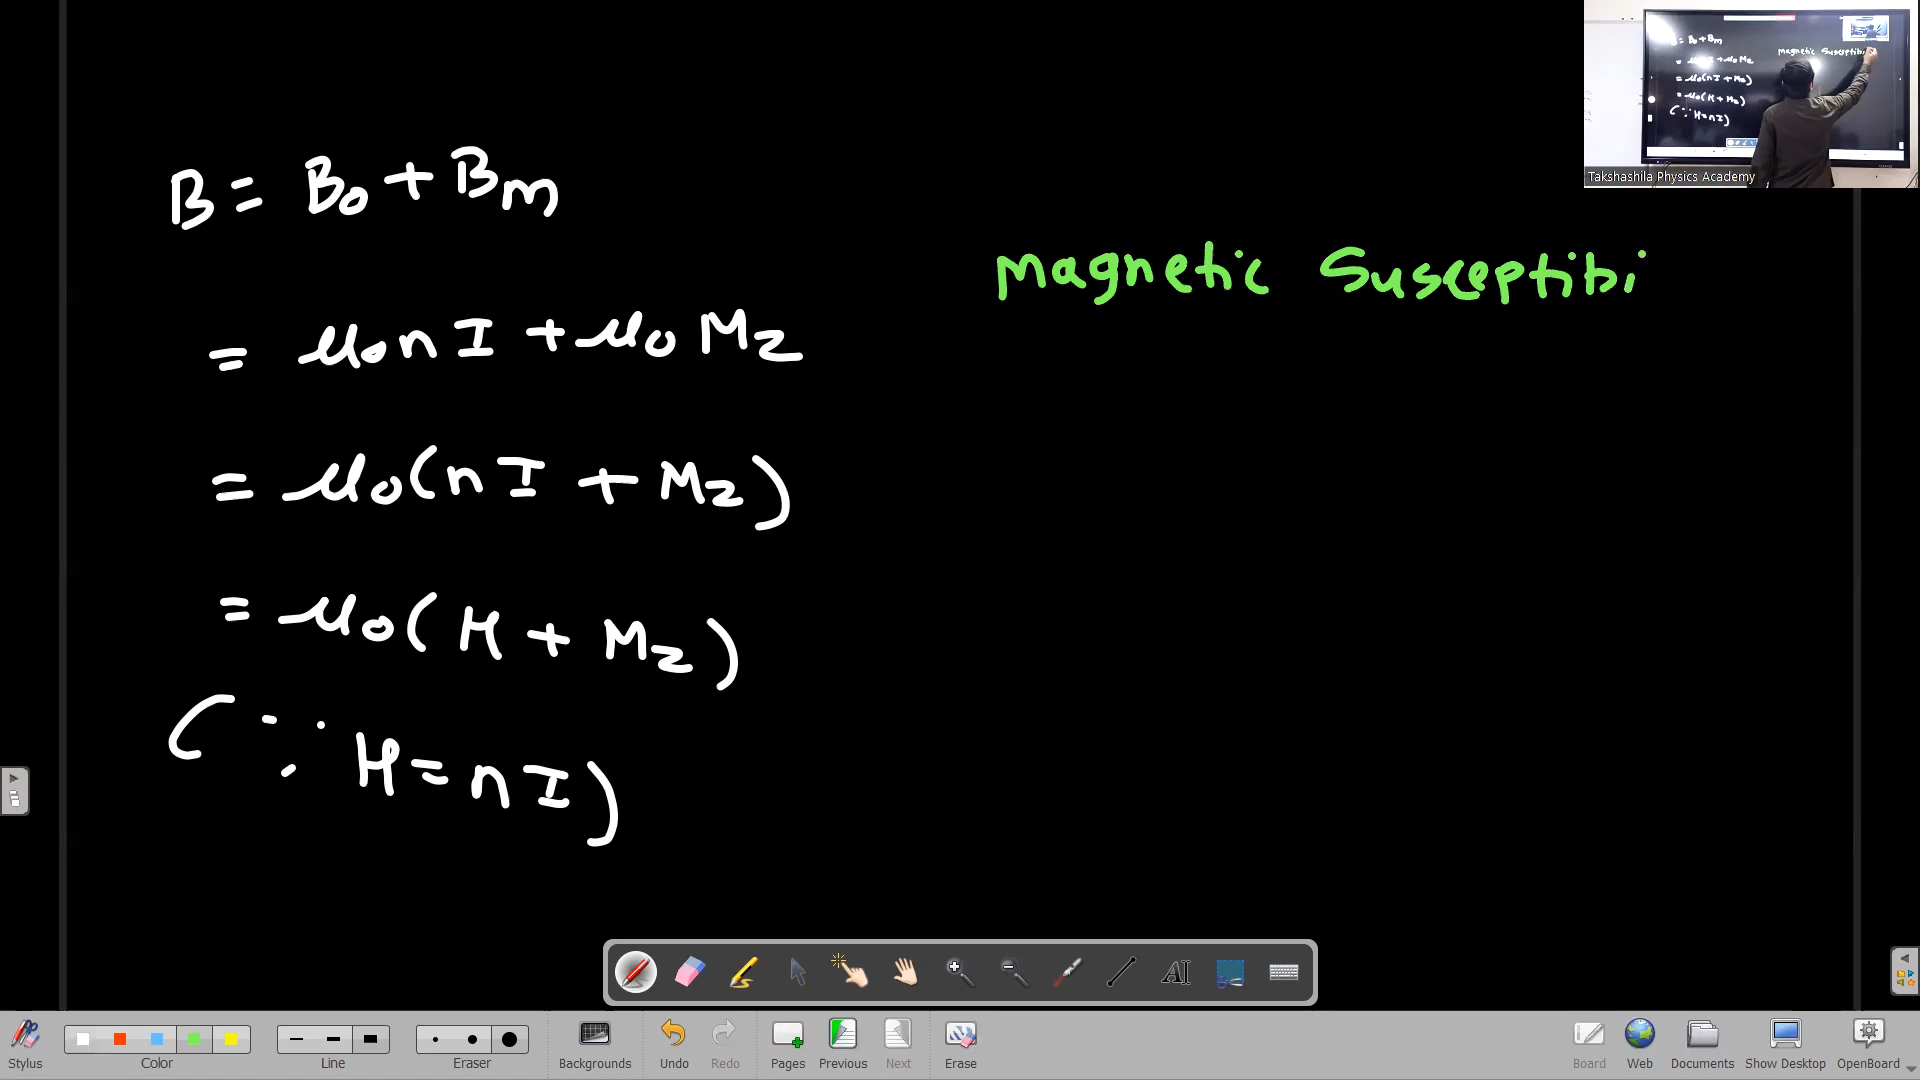 B = B₀ + Bm
= μ₀nI + μ₀Mz
= μ₀(nI + Mz)
= μ₀(H + Mz)
(∵ H = nI)
Magnetic Susceptibi
Takshashila Physics Academy
Stylus
Color
Line
Eraser
Backgrounds
Undo
Redo
Pages
Previous
Next
Erase
Board
Web
Documents
Show Desktop
OpenBoard